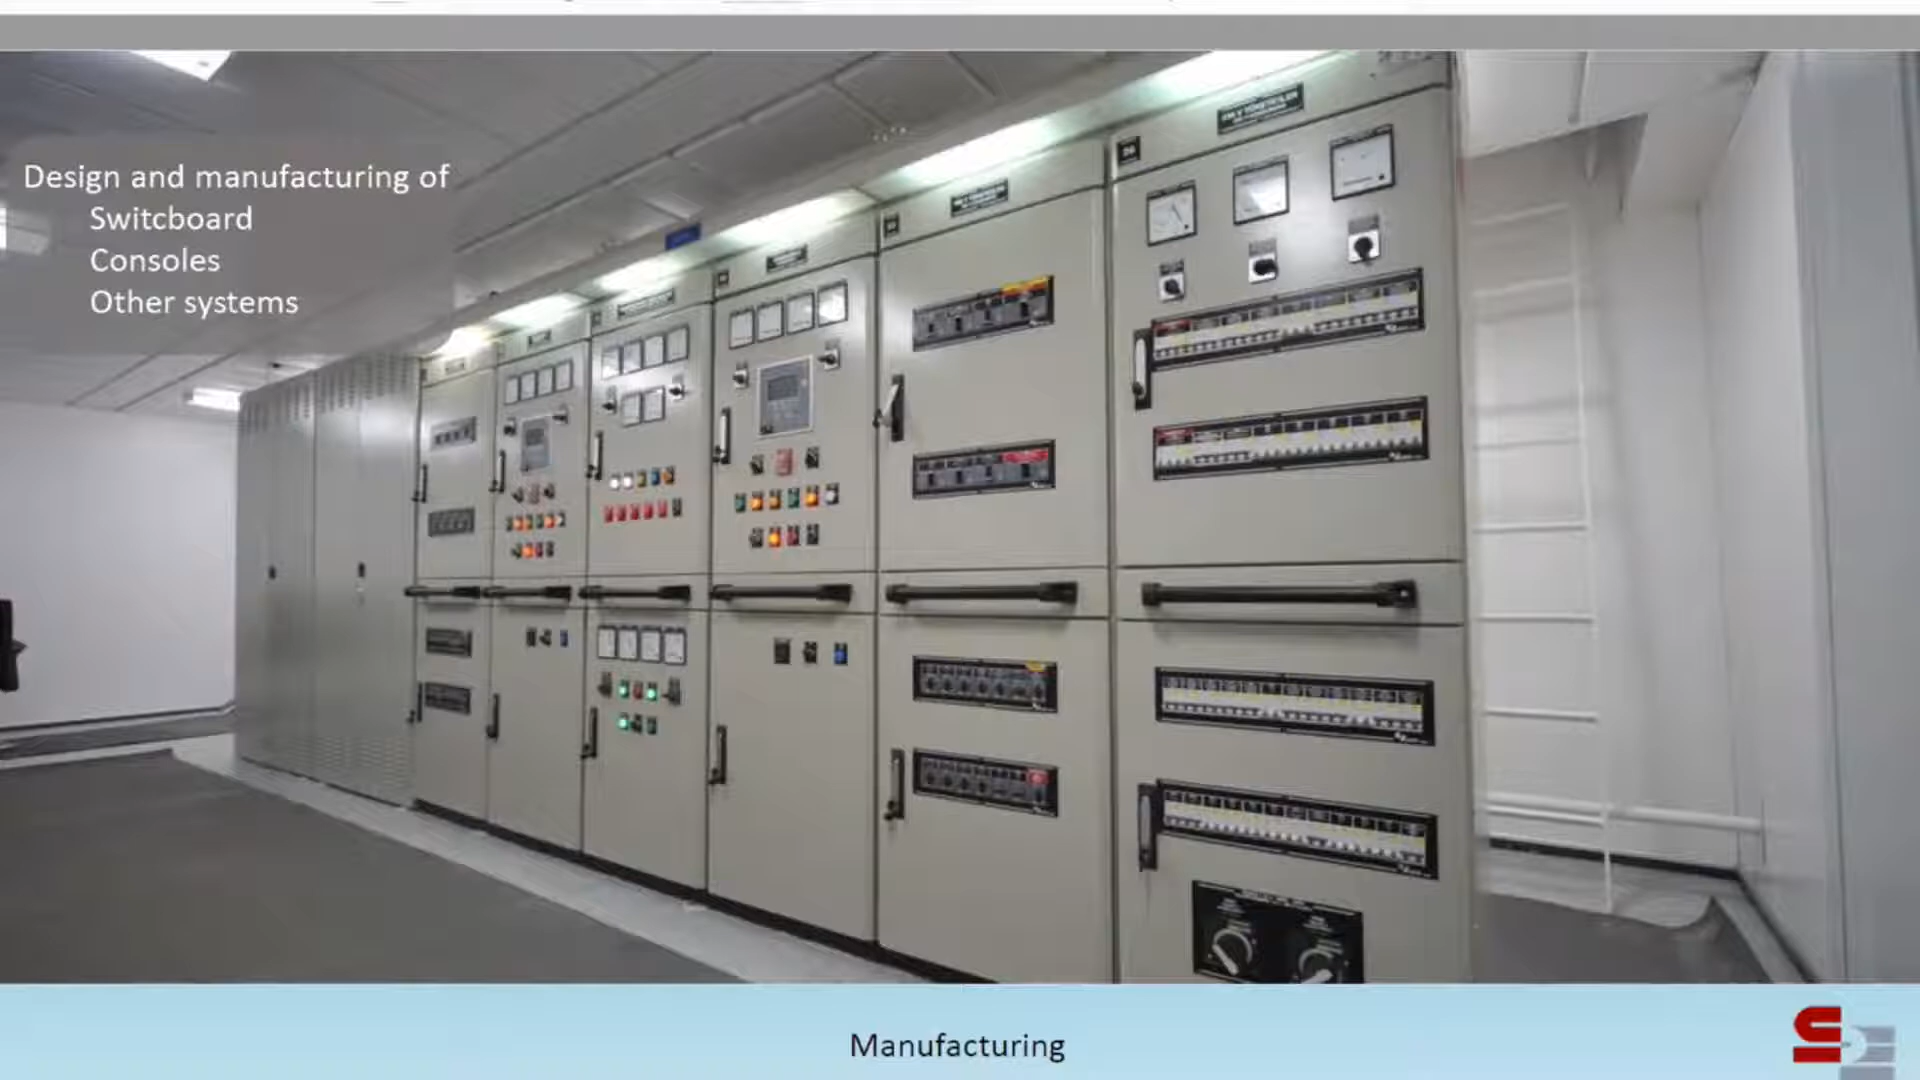 Design and manufacturing of
Switcboard
Consoles
Other systems
Manufacturing